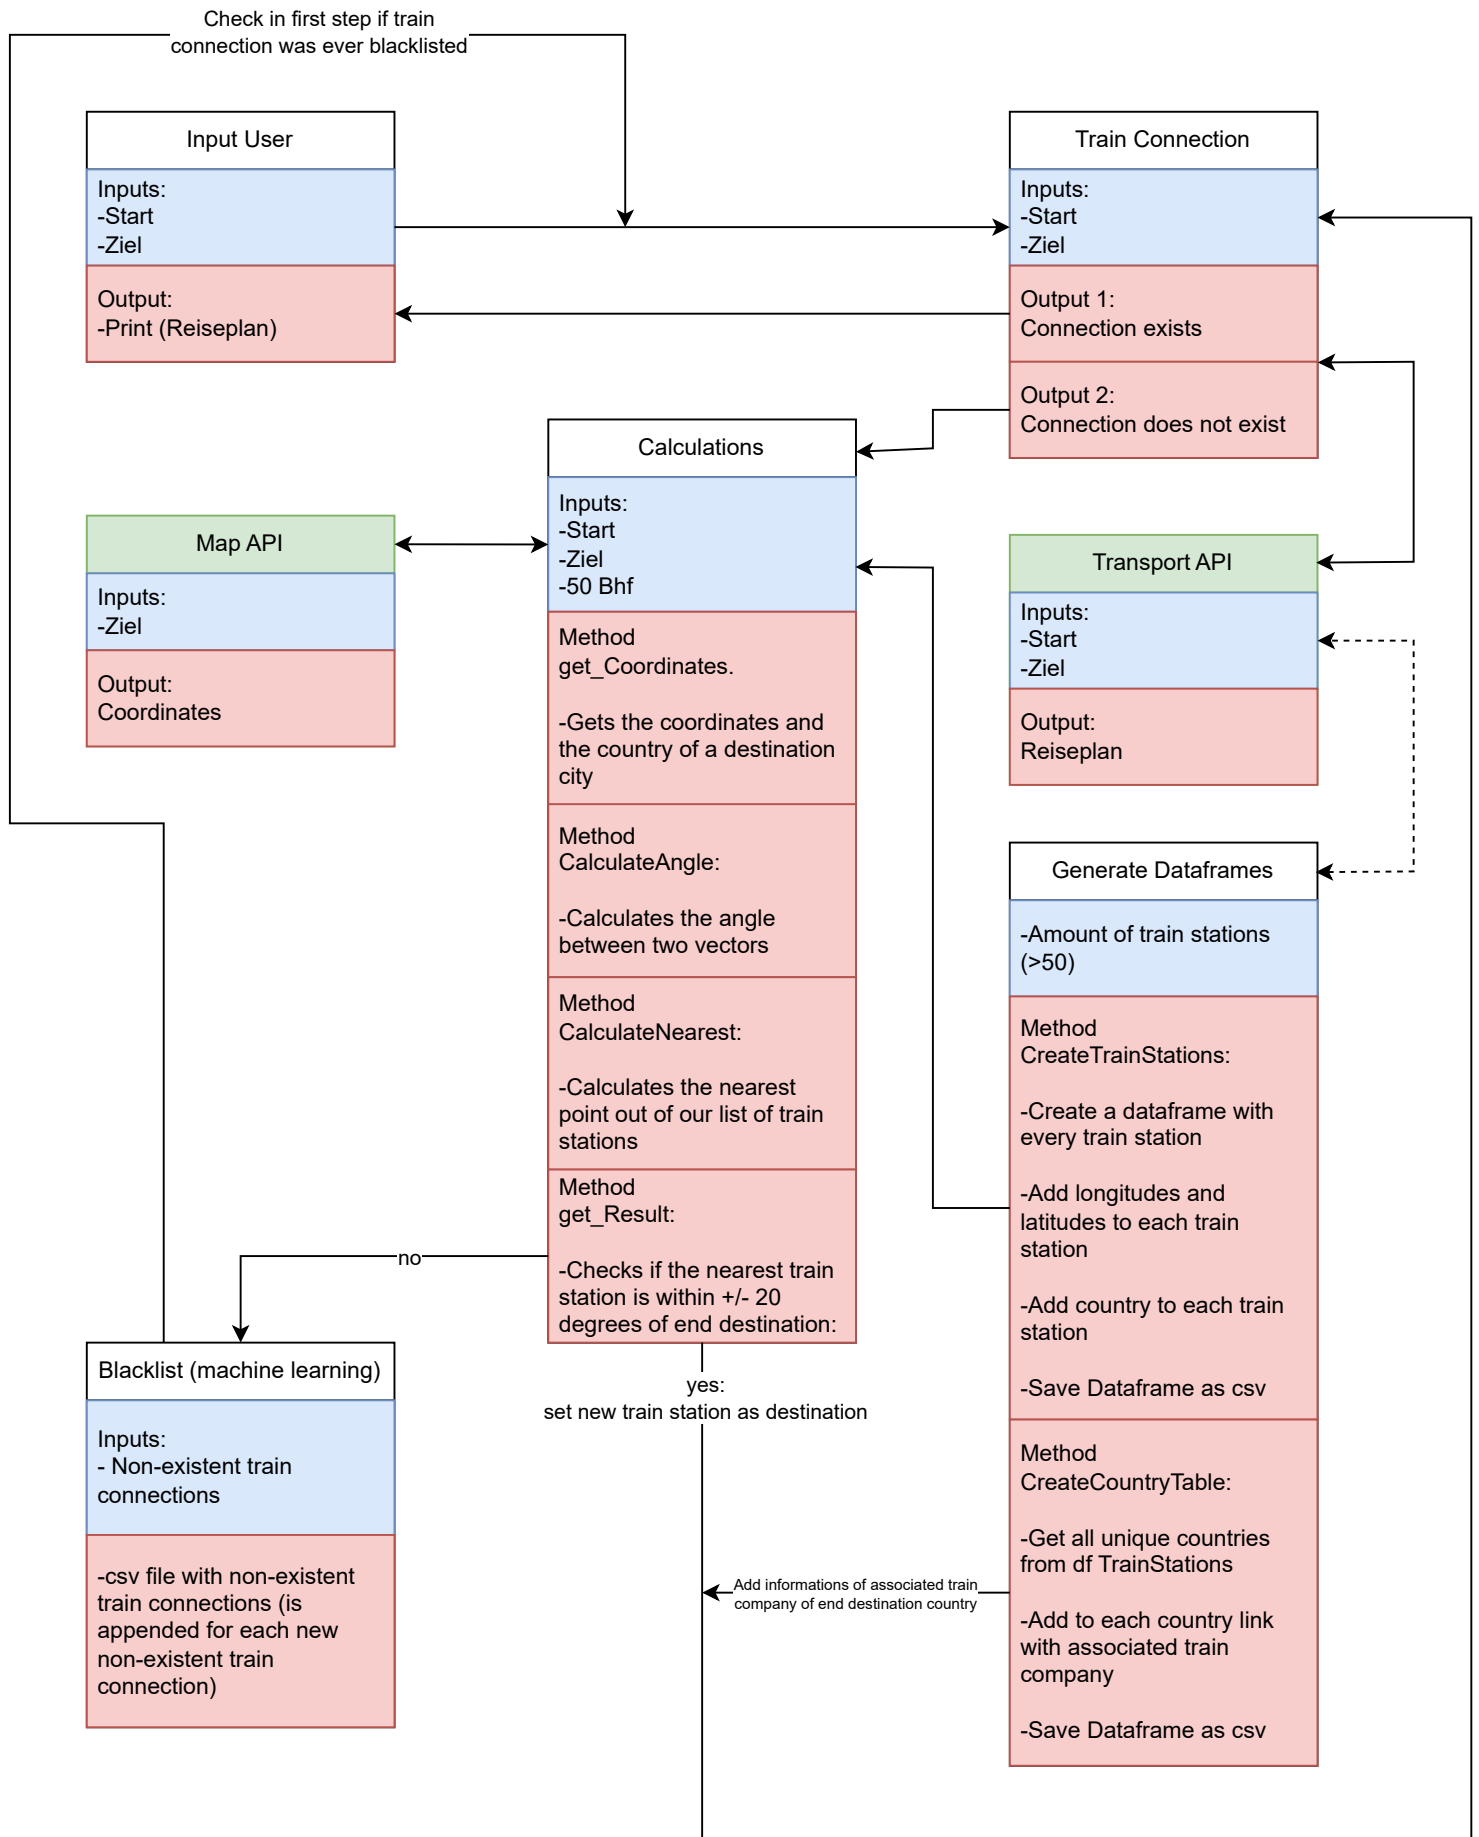 Check in first step if train
connection was ever blacklisted
Input User
Inputs:
-Start
-Ziel
Output:
-Print (Reiseplan)
Train Connection
Inputs:
-Start
-Ziel
Output 1:
Connection exists
Output 2:
Connection does not exist
Calculations
Inputs:
-Start
-Ziel
-50 Bhf
Method
get_Coordinates.
-Gets the coordinates and
the country of a destination
city
Method
CalculateAngle:
-Calculates the angle
between two vectors
Method
CalculateNearest:
-Calculates the nearest
point out of our list of train
stations
Method
get_Result:
-Checks if the nearest train
station is within +/- 20
degrees of end destination:
Map API
Inputs:
-Ziel
Output:
Coordinates
Transport API
Inputs:
-Start
-Ziel
Output:
Reiseplan
Generate Dataframes
-Amount of train stations
(>50)
Method
CreateTrainStations:
-Create a dataframe with
every train station
-Add longitudes and
latitudes to each train
station
-Add country to each train
station
-Save Dataframe as csv
Method
CreateCountryTable:
-Get all unique countries
from df TrainStations
-Add to each country link
with associated train
company
-Save Dataframe as csv
no
Blacklist (machine learning)
Inputs:
- Non-existent train
connections
-csv file with non-existent
train connections (is
appended for each new
non-existent train
connection)
yes:
set new train station as destination
Add informations of associated train
company of end destination country